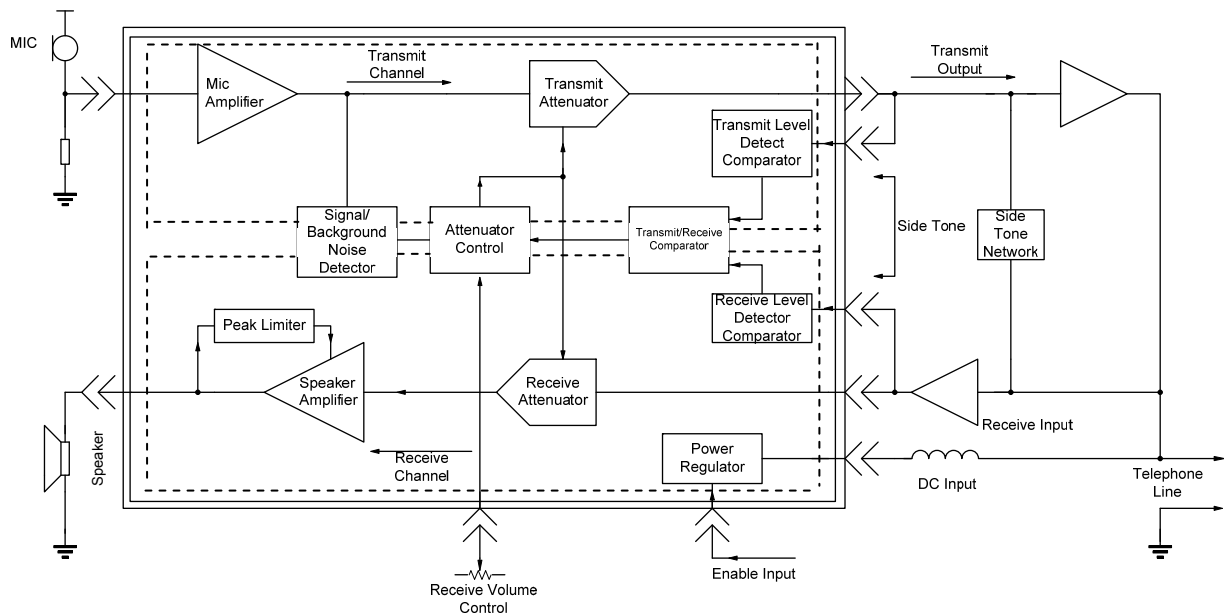 MIC
Mic
Amplifier
Transmit
Channel
Transmit
Attenuator
Transmit
Output
Transmit Level
Detect
Comparator
Signal/
Background
Noise
Detector
Attenuator
Control
Transmit/Receive
Comparator
Side Tone
Side
Tone
Network
Receive Level
Detector
Comparator
Peak Limiter
Speaker
Amplifier
Receive
Attenuator
Receive Input
Speaker
Receive
Channel
Power
Regulator
DC Input
Telephone
Line
Enable Input
Receive Volume
Control